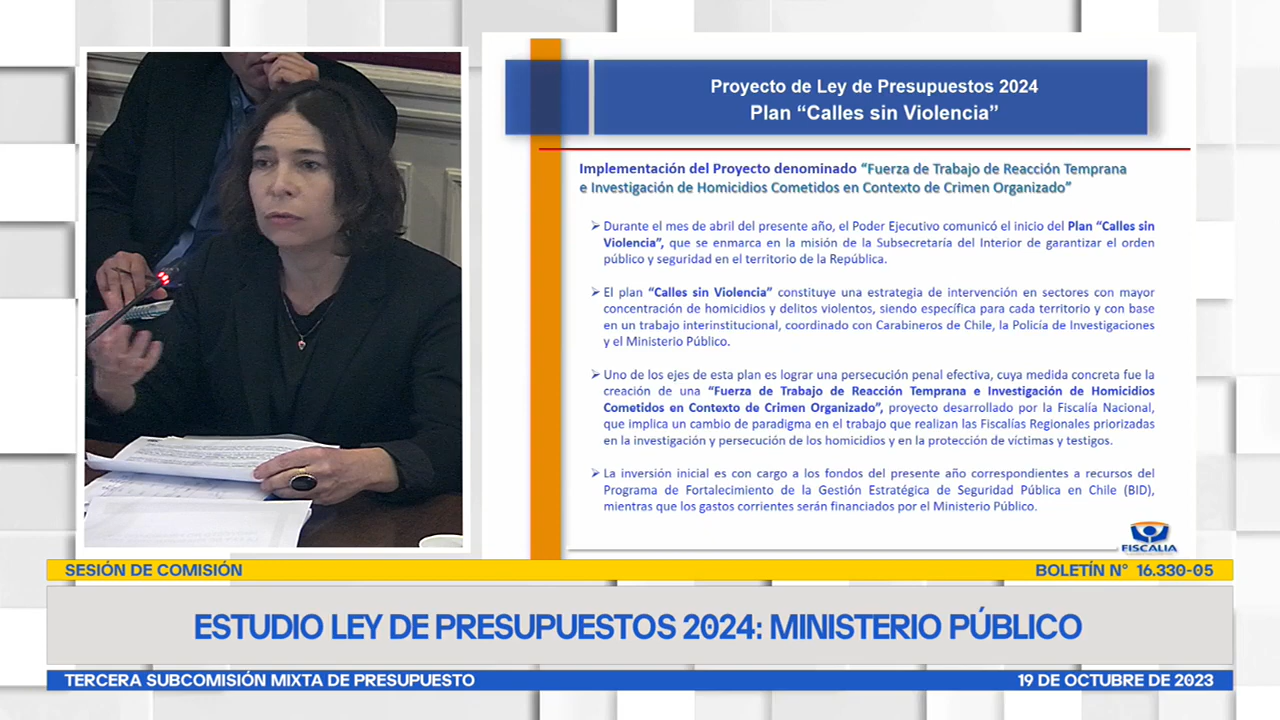 Proyecto de Ley de Presupuestos 2024
Plan “Calles sin Violencia”
Implementación del Proyecto denominado “Fuerza de Trabajo de Reacción Temprana
e Investigación de Homicidios Cometidos en Contexto de Crimen Organizado”
➢ Durante el mes de abril del presente año, el Poder Ejecutivo comunicó el inicio del Plan “Calles sin
Violencia”, que se enmarca en la misión de la Subsecretaría del Interior de garantizar el orden
público y seguridad en el territorio de la República.
➢ El plan “Calles sin Violencia” constituye una estrategia de intervención en sectores con mayor
concentración de homicidios y delitos violentos, siendo específica para cada territorio y con base
en un trabajo interinstitucional, coordinado con Carabineros de Chile, la Policía de Investigaciones
y el Ministerio Público.
➢ Uno de los ejes de esta plan es lograr una persecución penal efectiva, cuya medida concreta fue la
creación de una “Fuerza de Trabajo de Reacción Temprana e Investigación de Homicidios
Cometidos en Contexto de Crimen Organizado”, proyecto desarrollado por la Fiscalía Nacional,
que implica un cambio de paradigma en el trabajo que realizan las Fiscalías Regionales priorizadas
en la investigación y persecución de los homicidios y en la protección de víctimas y testigos.
➢ La inversión inicial es con cargo a los fondos del presente año correspondientes a recursos del
Programa de Fortalecimiento de la Gestión Estratégica de Seguridad Pública en Chile (BID),
mientras que los gastos corrientes serán financiados por el Ministerio Público.
FISCALIA
SESIÓN DE COMISIÓN
BOLETÍN N° 16.330-05
ESTUDIO LEY DE PRESUPUESTOS 2024: MINISTERIO PÚBLICO
TERCERA SUBCOMISIÓN MIXTA DE PRESUPUESTO
19 DE OCTUBRE DE 2023